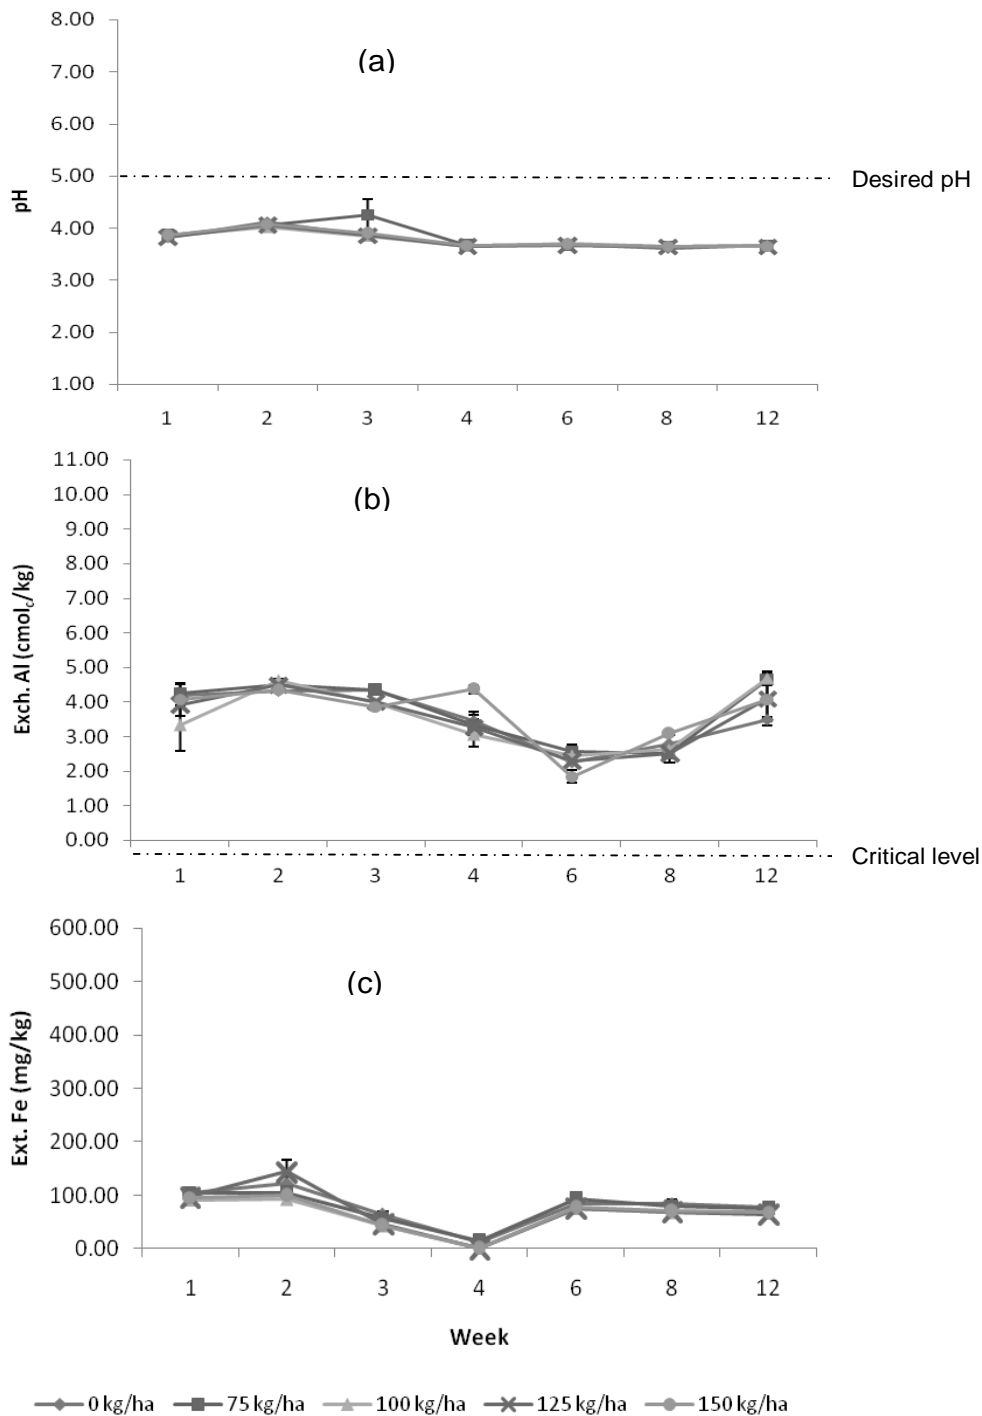 (a)
8.00
7.00
6.00
5.00
4.00
3.00
2.00
1.00
pH
Desired pH
1 2 3 4 6 8 12
(b)
11.00
10.00
9.00
8.00
7.00
6.00
5.00
4.00
3.00
2.00
1.00
0.00
Exch. Al (cmolc/kg)
Critical level
1 2 3 4 6 8 12
(c)
600.00
500.00
400.00
300.00
200.00
100.00
0.00
Ext. Fe (mg/kg)
1 2 3 4 6 8 12
Week
0 kg/ha 75 kg/ha 100 kg/ha 125 kg/ha 150 kg/ha